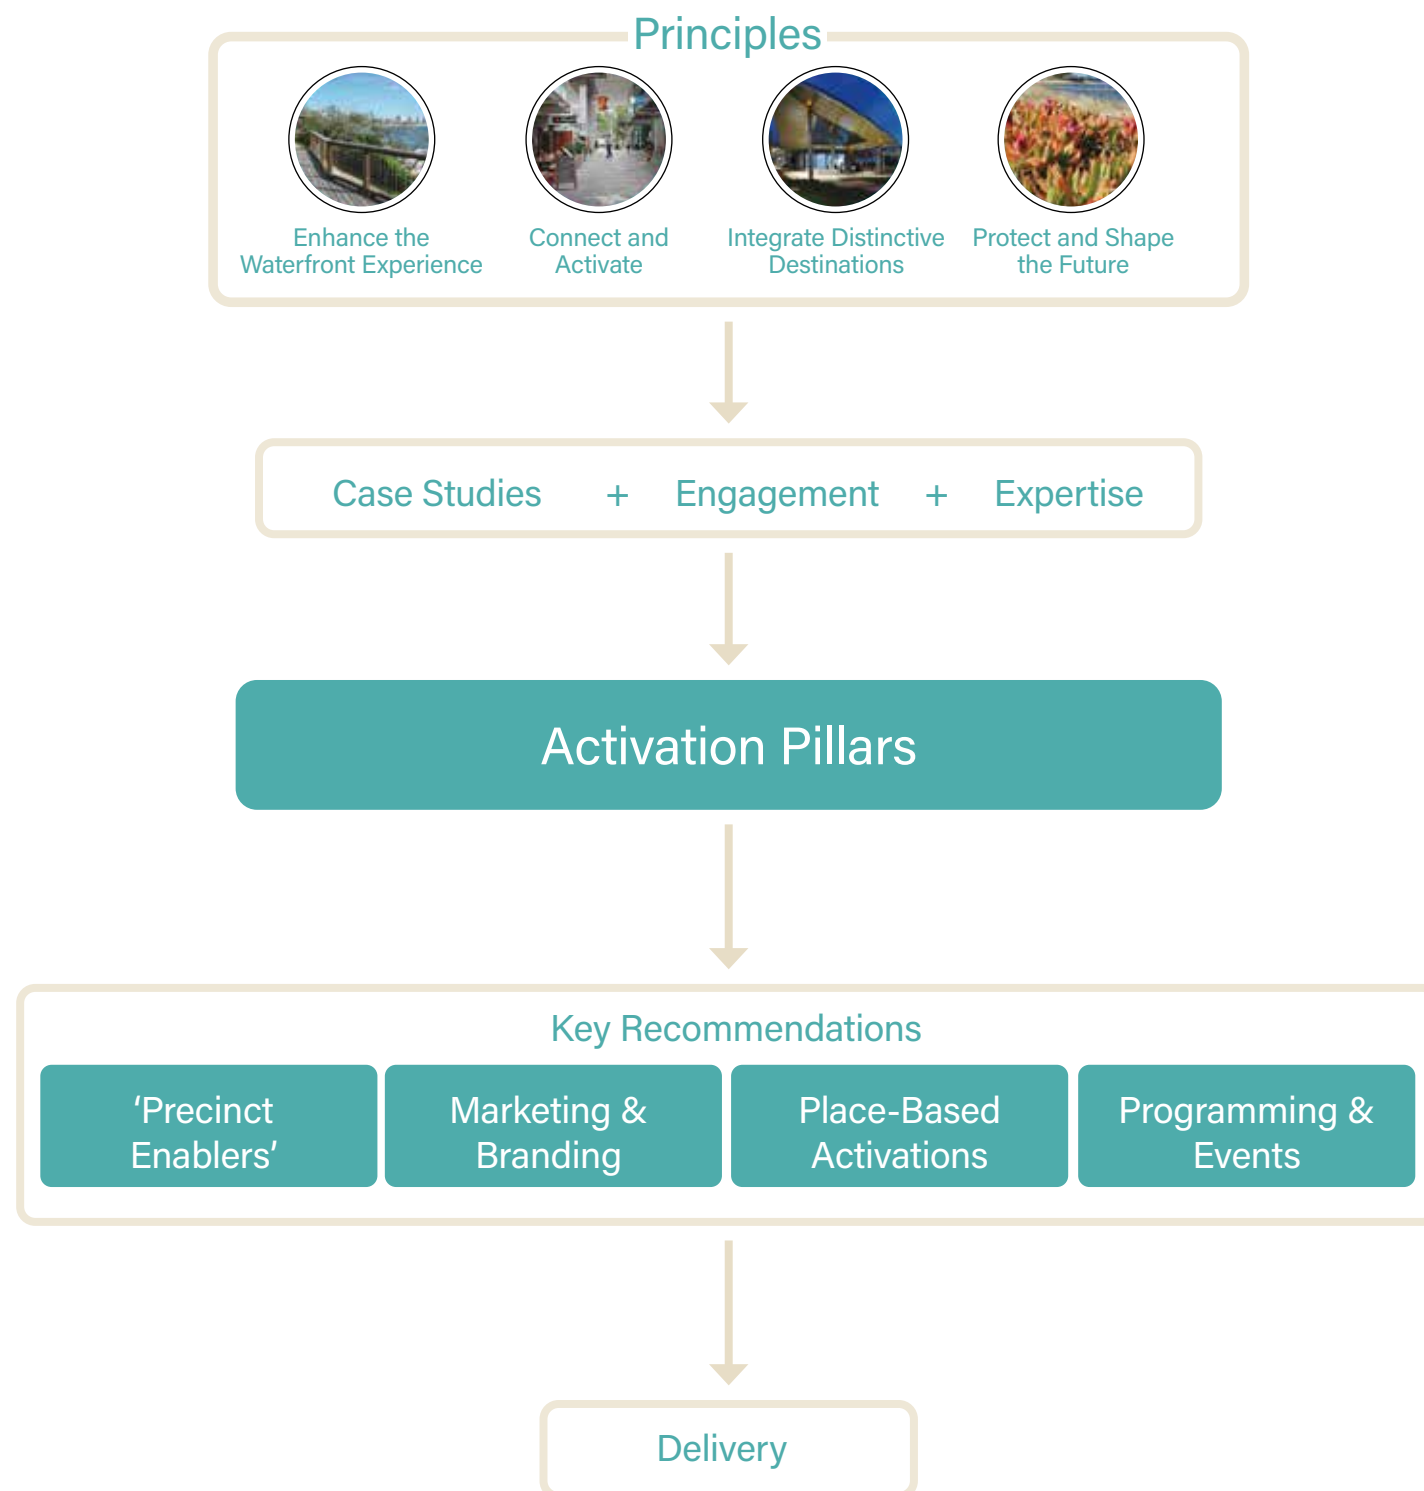 Principles
Enhance the
Waterfront Experience
Connect and
Activate
Integrate Distinctive
Destinations
Protect and Shape
the Future
Case Studies + Engagement + Expertise
Activation Pillars
Key Recommendations
‘Precinct
Enablers’
Marketing &
Branding
Place-Based
Activations
Programming &
Events
Delivery